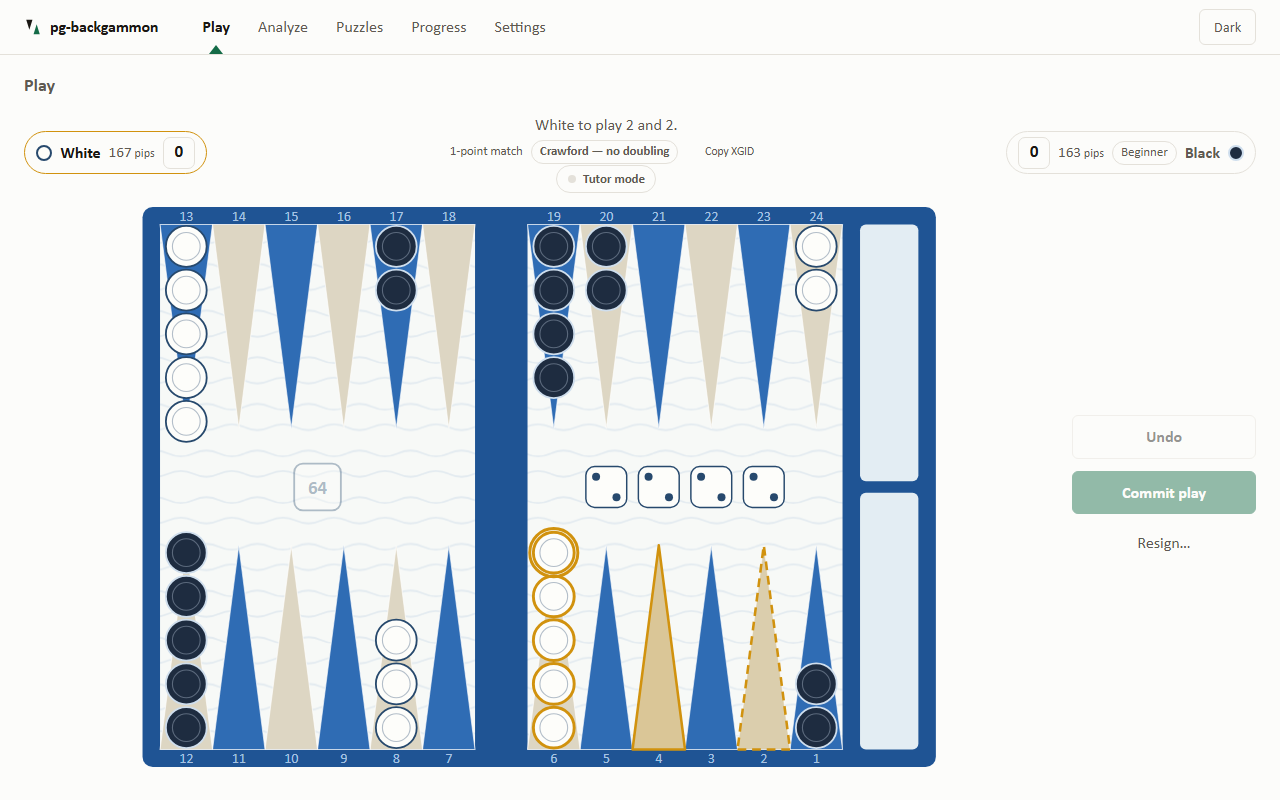 pg-backgammon Play Analyze Puzzles Progress Settings Dark
Play
White to play 2 and 2.
White 167 pips 0
1-point match Crawford — no doubling Copy XGID
0 163 pips Beginner Black
Tutor mode
13 14 15 16 17 18 19 20 21 22 23 24
64
Undo
Commit play
Resign...
12 11 10 9 8 7 6 5 4 3 2 1